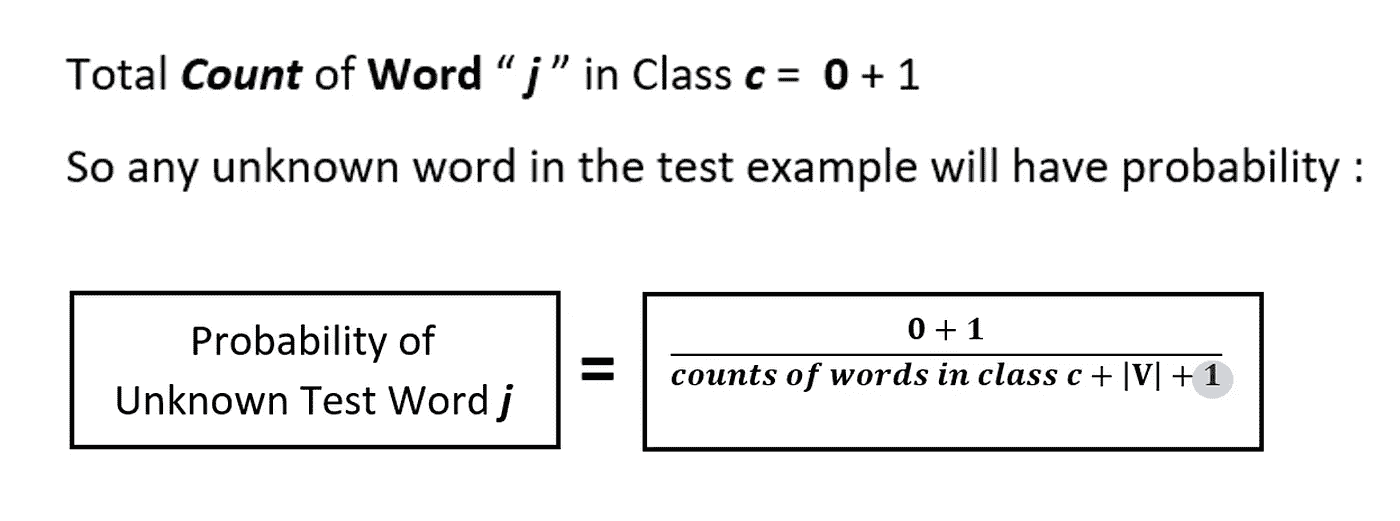 Total Count of Word “ j ” in Class c = 0 + 1
So any unknown word in the test example will have probability :
Probability of
Unknown Test Word j
=
0 + 1
counts of words in class c + |V| + 1